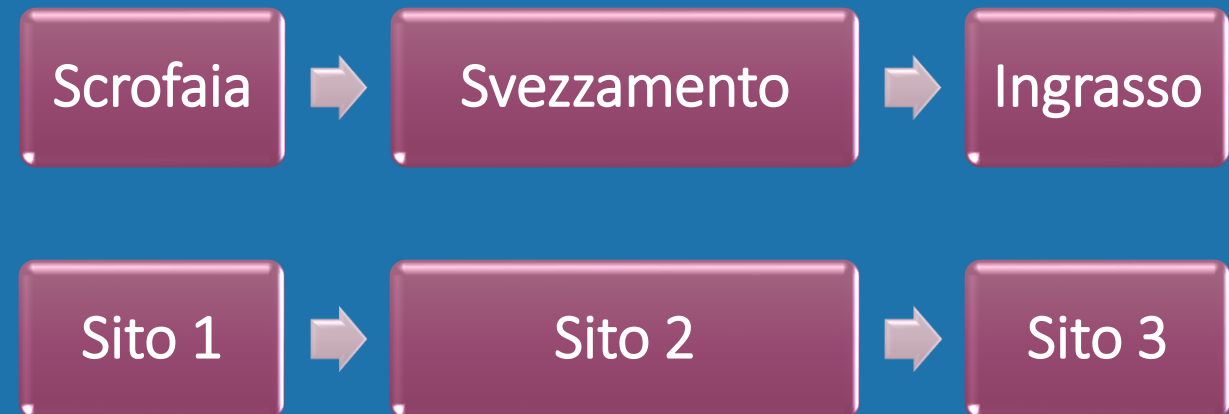 Scrofaia
Svezzamento
Ingrasso
Sito 1
Sito 2
Sito 3